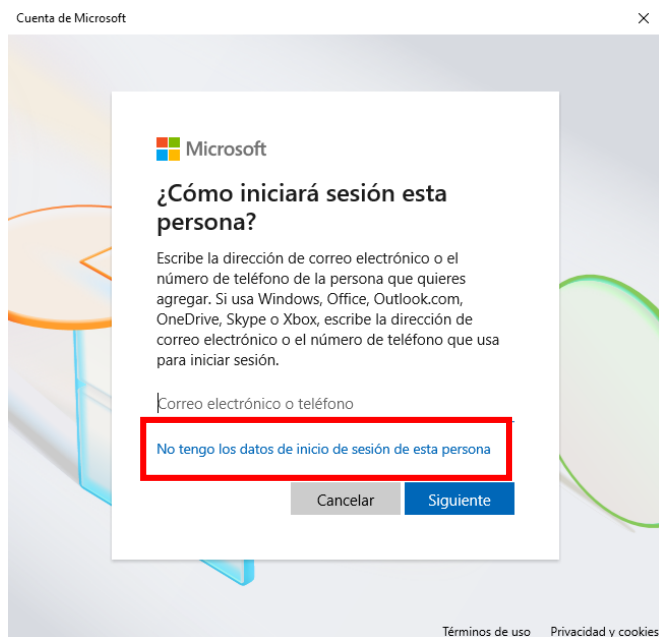 Cuenta de Microsoft
Microsoft
¿Cómo iniciará sesión esta
persona?
Escribe la dirección de correo electrónico o el
número de teléfono de la persona que quieres
agregar. Si usa Windows, Office, Outlook.com,
OneDrive, Skype o Xbox, escribe la dirección de
correo electrónico o el número de teléfono que usa
para iniciar sesión.
Correo electrónico o teléfono
No tengo los datos de inicio de sesión de esta persona
Cancelar Siguiente
Términos de uso Privacidad y cookies